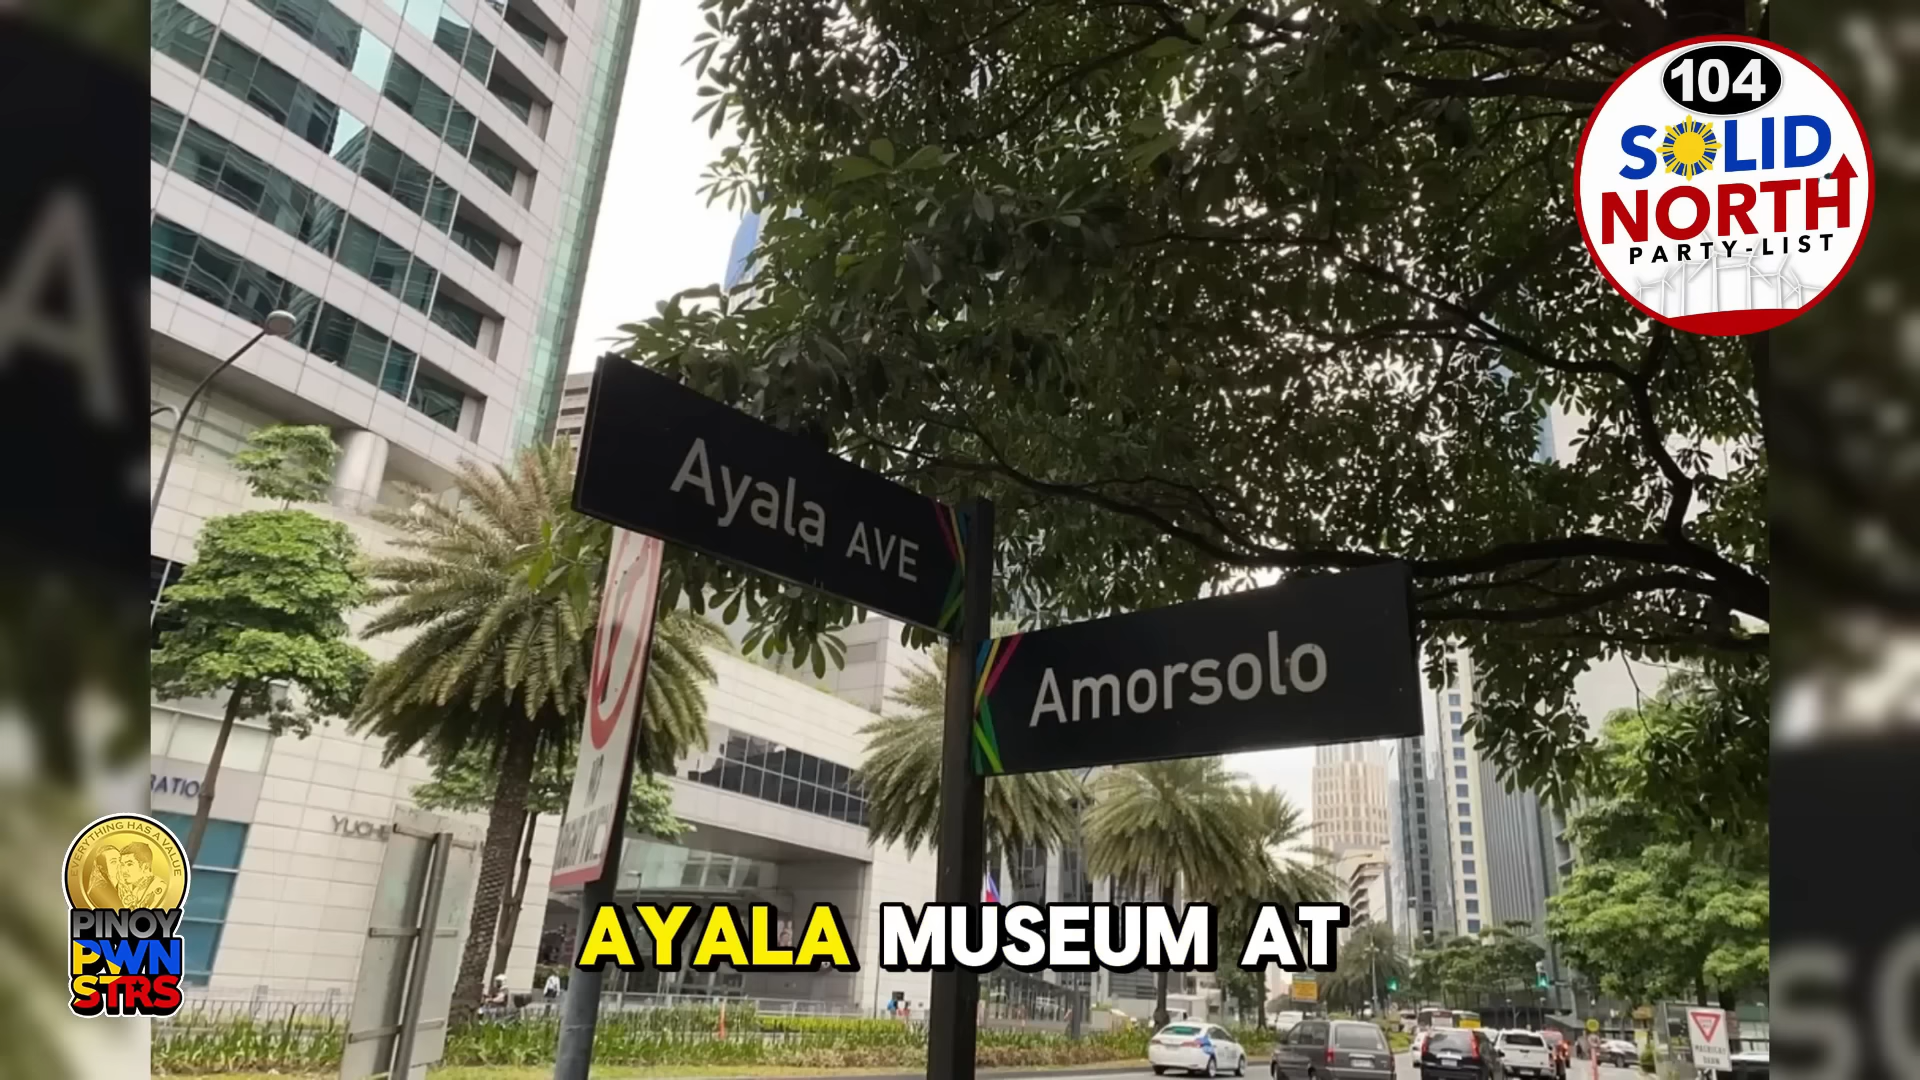 104
SOLID
NORTH
PARTY-LIST
Ayala AVE
Amorsolo
EVERYTHING HAS A VALUE
PINOY
PWN
STRS
AYALA MUSEUM AT